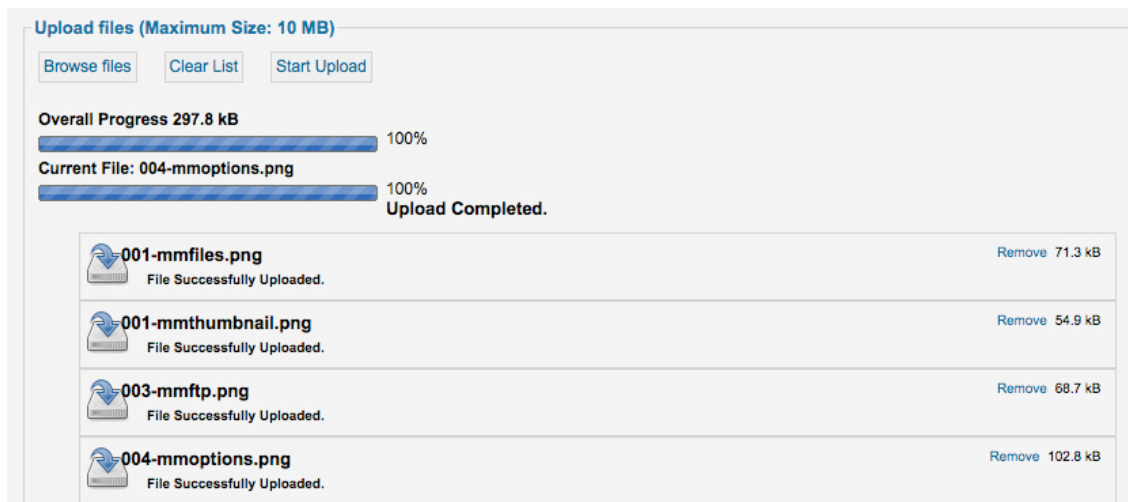 Upload files (Maximum Size: 10 MB)
Browse files Clear List Start Upload
Overall Progress 297.8 kB
100%
Current File: 004-mmoptions.png
100%
Upload Completed.
001-mmfiles.png Remove 71.3 kB
File Successfully Uploaded.
001-mmthumbnail.png Remove 54.9 kB
File Successfully Uploaded.
003-mmftp.png Remove 68.7 kB
File Successfully Uploaded.
004-mmoptions.png Remove 102.8 kB
File Successfully Uploaded.